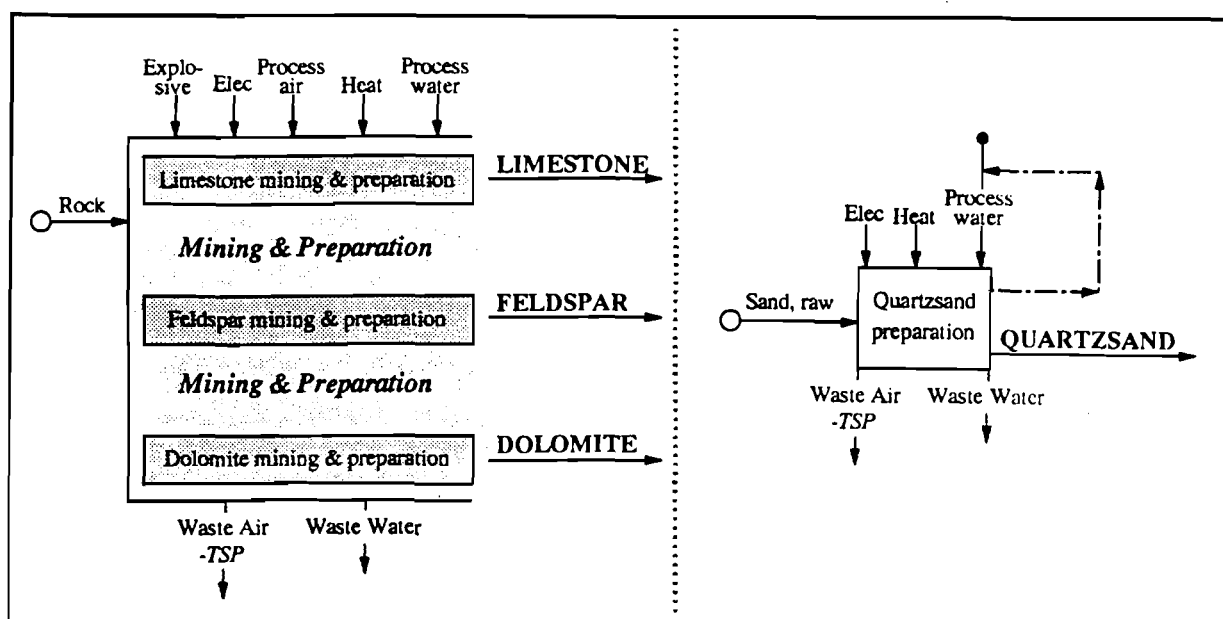 Explo-
sive
Elec
Process
air
Heat
Process
water
Rock
Limestone mining & preparation
LIMESTONE
Mining & Preparation
Feldspar mining & preparation
FELDSPAR
Mining & Preparation
Dolomite mining & preparation
DOLOMITE
Waste Air
-TSP
Waste Water
Elec
Heat
Process
water
Sand, raw
Quartzsand
preparation
QUARTZSAND
Waste Air
-TSP
Waste Water